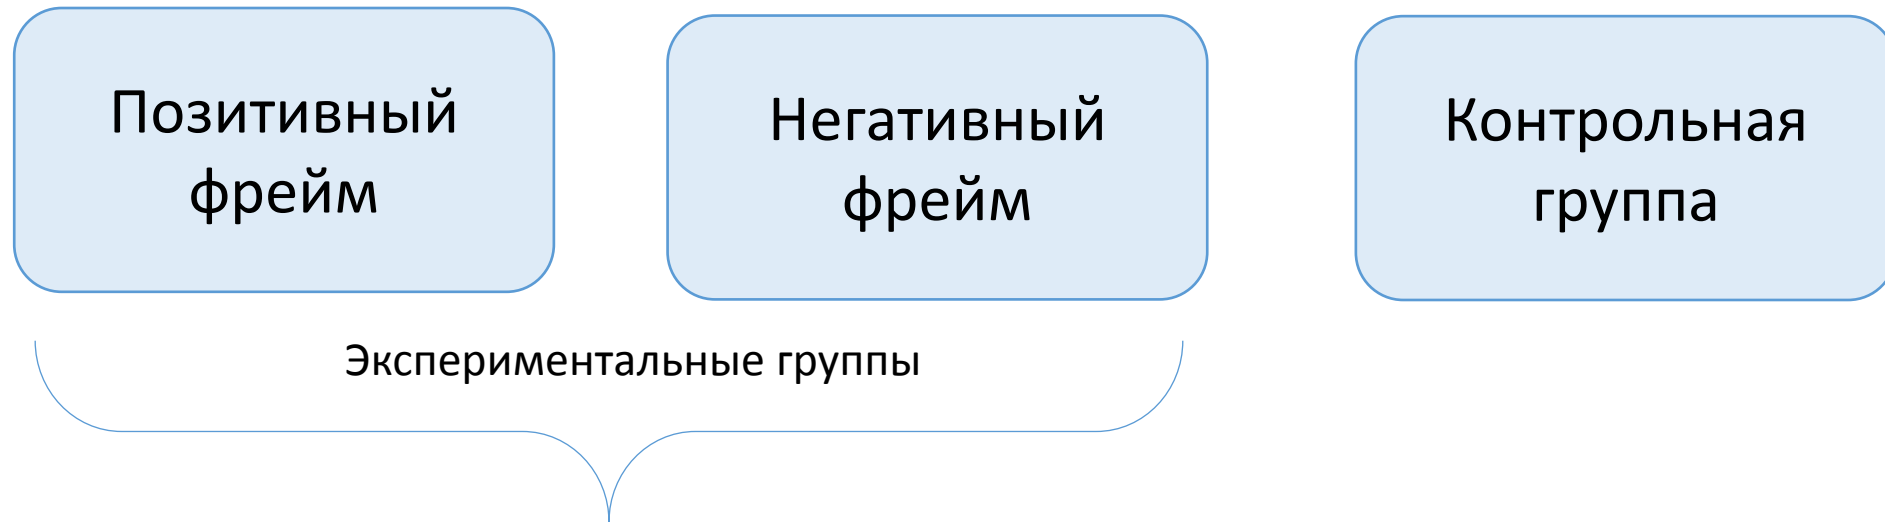 Позитивный
фрейм
Негативный
фрейм
Контрольная
группа
Экспериментальные группы